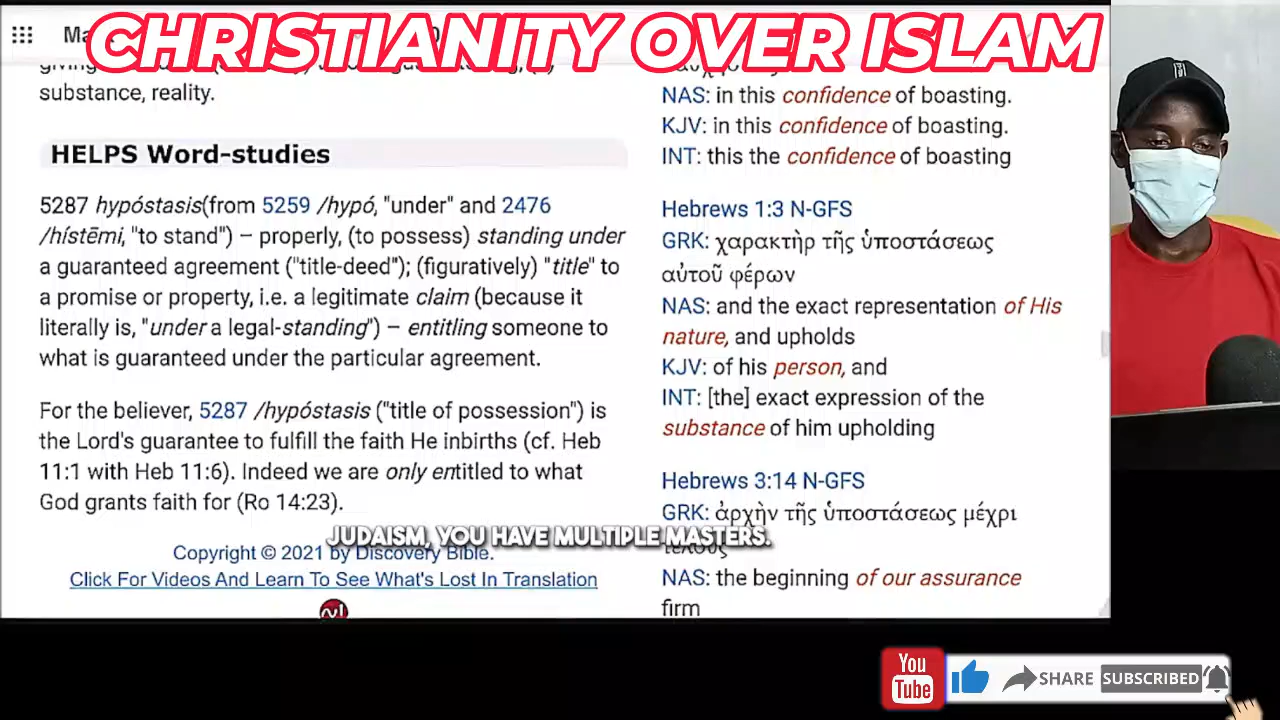 CHRISTIANITY OVER ISLAM
substance, reality.
HELPS Word-studies
5287 hypóstasis(from 5259 /hypó, "under" and 2476
/hístēmi, "to stand") – properly, (to possess) standing under
a guaranteed agreement ("title-deed"); (figuratively) "title" to
a promise or property, i.e. a legitimate claim (because it
literally is, "under a legal-standing") – entitling someone to
what is guaranteed under the particular agreement.
For the believer, 5287 /hypóstasis ("title of possession") is
the Lord's guarantee to fulfill the faith He inbirths (cf. Heb
11:1 with Heb 11:6). Indeed we are only entitled to what
God grants faith for (Ro 14:23).
Copyright © 2021 by Discovery Bible.
Click For Videos And Learn To See What's Lost In Translation
NAS: in this confidence of boasting.
KJV: in this confidence of boasting.
INT: this the confidence of boasting
Hebrews 1:3 N-GFS
GRK: χαρακτὴρ τῆς ὑποστάσεως
αὐτοῦ φέρων
NAS: and the exact representation of His
nature, and upholds
KJV: of his person, and
INT: [the] exact expression of the
substance of him upholding
Hebrews 3:14 N-GFS
GRK: ἀρχὴν τῆς ὑποστάσεως μέχρι
τέλους
NAS: the beginning of our assurance
firm
JUDAISM, YOU HAVE MULTIPLE MASTERS.
You
Tube
SHARE
SUBSCRIBED